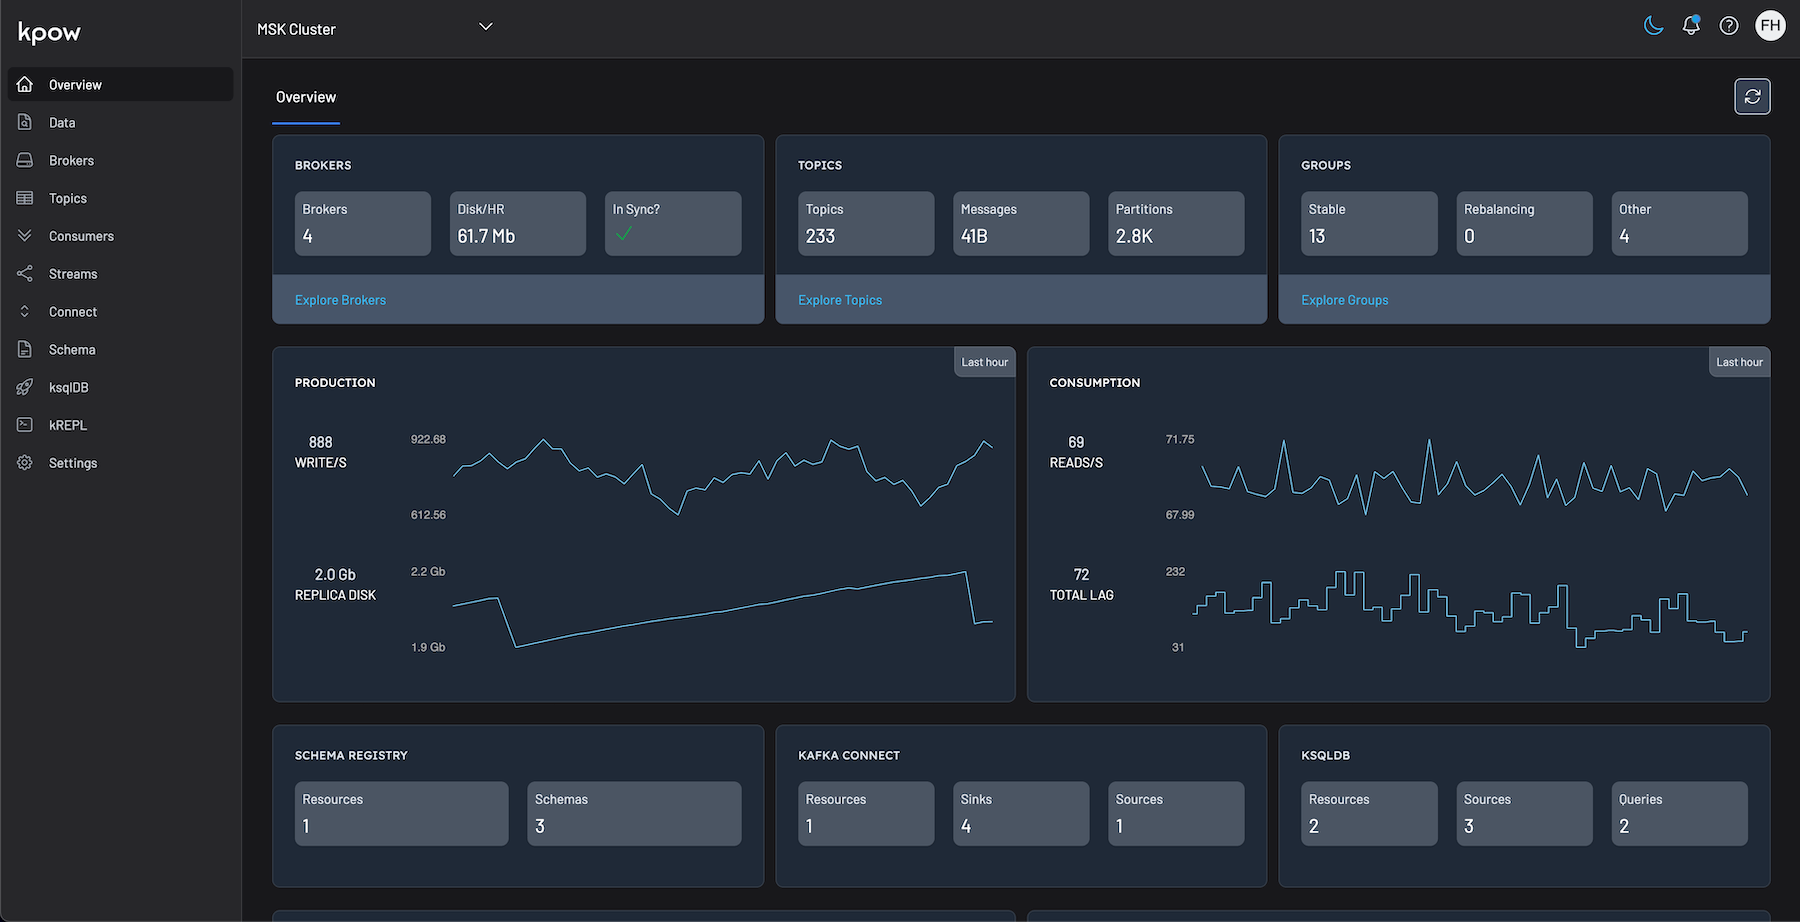 kpow
MSK Cluster
FH
Overview
Data
Brokers
Topics
Consumers
Streams
Connect
Schema
ksqlDB
kREPL
Settings
Overview
BROKERS
Brokers
4
Disk/HR
61.7 Mb
In Sync?
Explore Brokers
TOPICS
Topics
233
Messages
41B
Partitions
2.8K
Explore Topics
GROUPS
Stable
13
Rebalancing
0
Other
4
Explore Groups
Last hour
PRODUCTION
888
WRITE/S
922.68
612.56
2.0 Gb
REPLICA DISK
2.2 Gb
1.9 Gb
Last hour
CONSUMPTION
69
READS/S
71.75
67.99
72
TOTAL LAG
232
31
SCHEMA REGISTRY
Resources
1
Schemas
3
KAFKA CONNECT
Resources
1
Sinks
4
Sources
1
KSQLDB
Resources
2
Sources
3
Queries
2